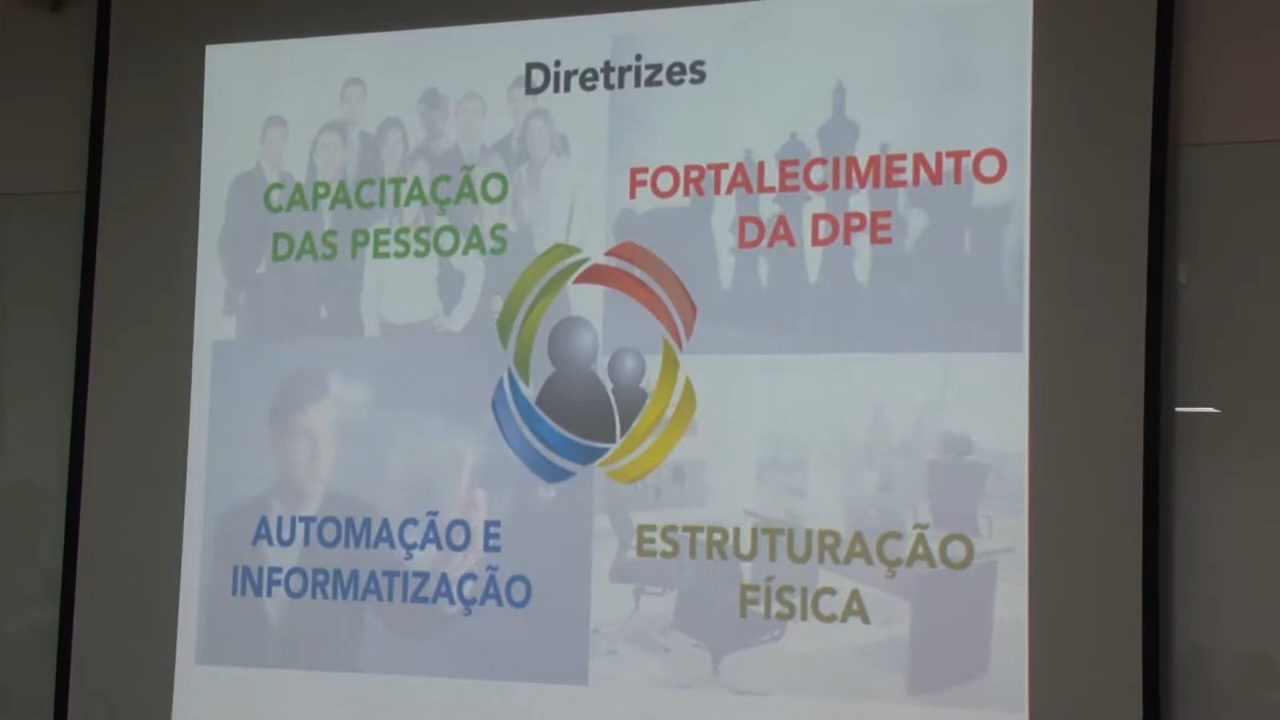 Diretrizes
CAPACITAÇÃO
DAS PESSOAS
FORTALECIMENTO
DA DPE
AUTOMAÇÃO E
INFORMATIZAÇÃO
ESTRUTURAÇÃO
FÍSICA